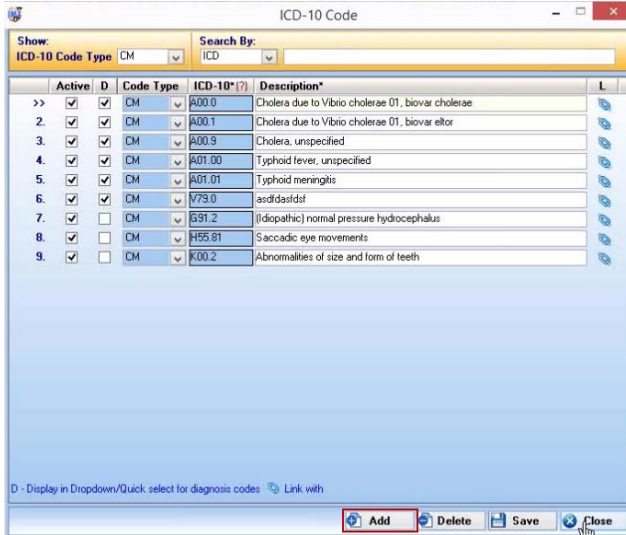 ICD-10 Code
Show: Search By:
ICD-10 Code Type CM ICD
Active D Code Type ICD-10*(?) Description* L
>> CM A00.0 Cholera due to Vibrio cholerae 01, biovar cholerae
2. CM A00.1 Cholera due to Vibrio cholerae 01, biovar eltor
3. CM A00.9 Cholera, unspecified
4. CM A01.00 Typhoid fever, unspecified
5. CM A01.01 Typhoid meningitis
6. CM V79.0 asdfdasfdsf
7. CM G91.2 (Idiopathic) normal pressure hydrocephalus
8. CM H55.81 Saccadic eye movements
9. CM K00.2 Abnormalities of size and form of teeth
D - Display in Dropdown/Quick select for diagnosis codes Link with
Add Delete Save Close